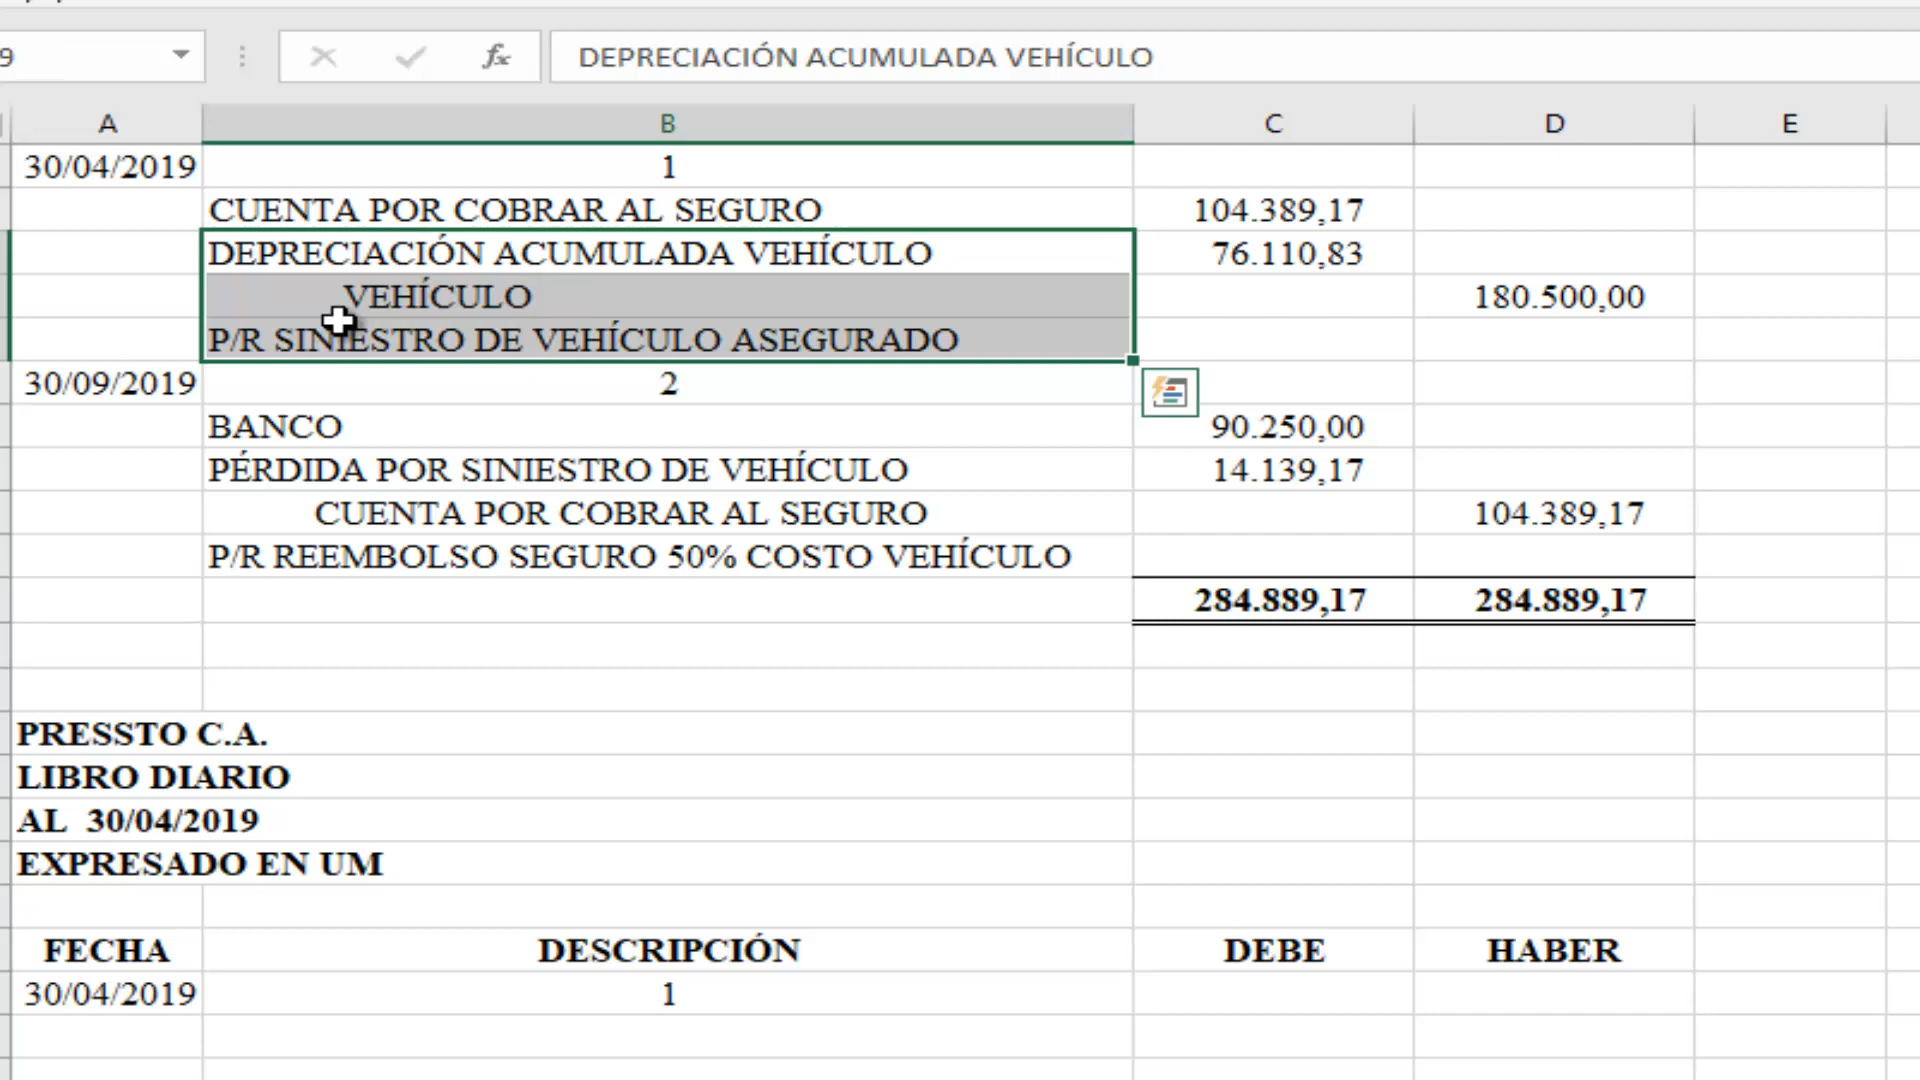 9 fx DEPRECIACIÓN ACUMULADA VEHÍCULO
A B C D E
30/04/2019 1
CUENTA POR COBRAR AL SEGURO 104.389,17
DEPRECIACIÓN ACUMULADA VEHÍCULO 76.110,83
VEHÍCULO 180.500,00
P/R SINIESTRO DE VEHÍCULO ASEGURADO
30/09/2019 2
BANCO 90.250,00
PÉRDIDA POR SINIESTRO DE VEHÍCULO 14.139,17
CUENTA POR COBRAR AL SEGURO 104.389,17
P/R REEMBOLSO SEGURO 50% COSTO VEHÍCULO
284.889,17 284.889,17
PRESSTO C.A.
LIBRO DIARIO
AL 30/04/2019
EXPRESADO EN UM
FECHA DESCRIPCIÓN DEBE HABER
30/04/2019 1